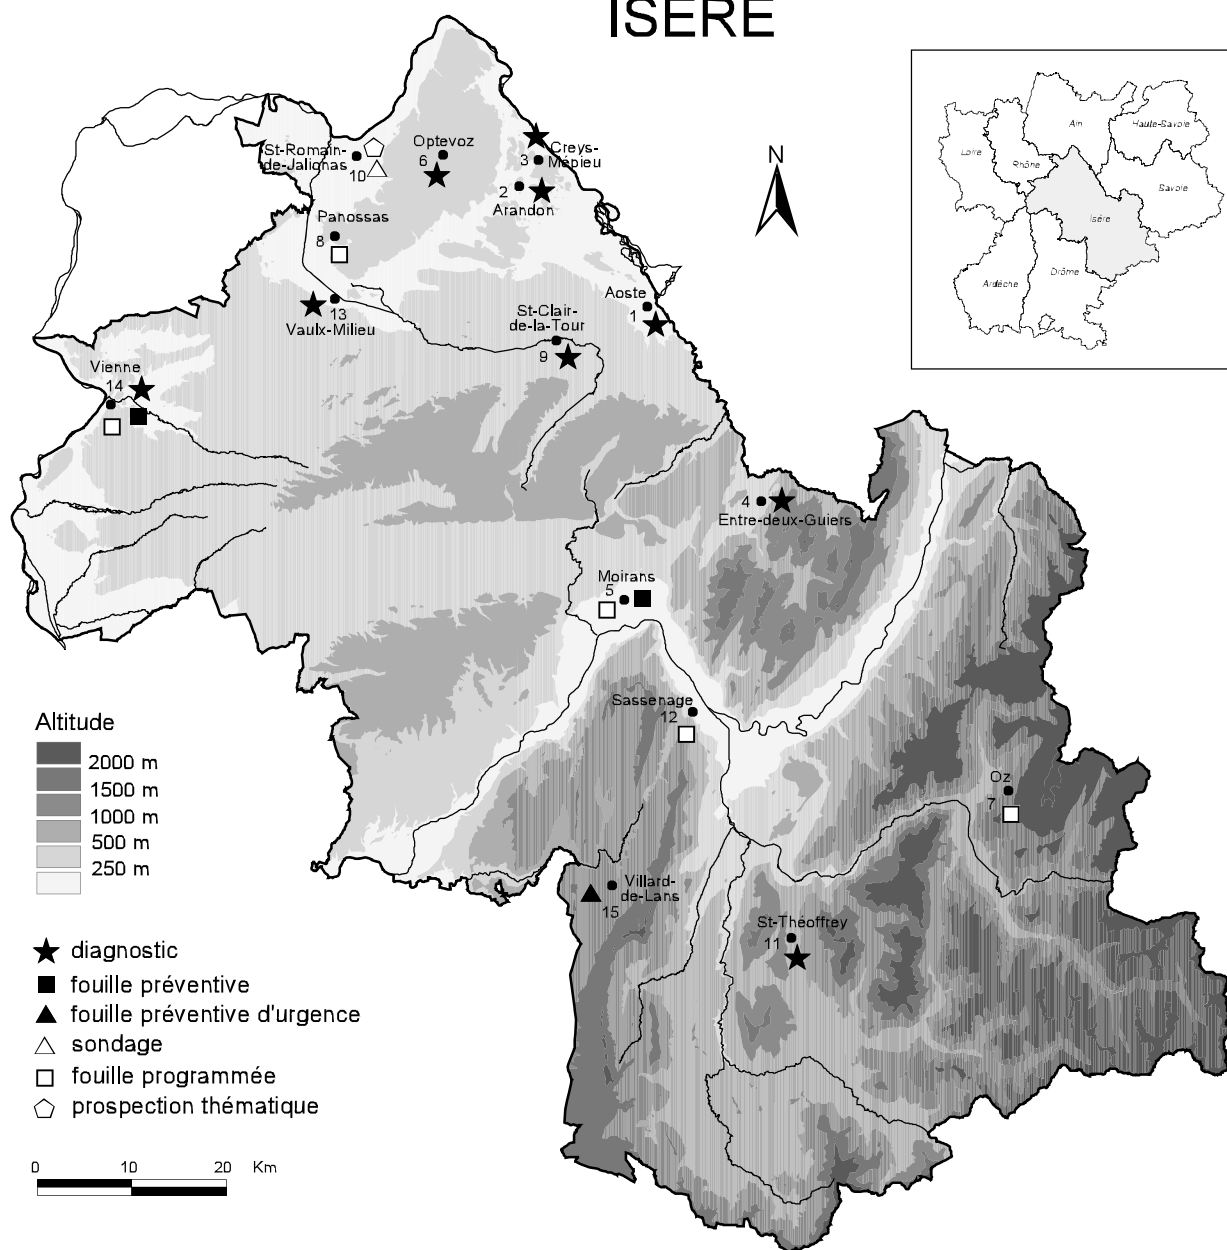 ISERE
Ain
Haute-Savoie
Loire
Rhône
Savoie
Isère
Drôme
Ardèche
N
St-Romain-
de-Jalionas
10
Optevoz
6
Creys-
Mépieu
3
2
Arandon
Panossas
8
13
Vaulx-Milieu
Aoste
1
St-Clair-
de-la-Tour
9
Vienne
14
4
Entre-deux-Guiers
Moirans
5
Sassenage
12
Oz
7
Villard-
de-Lans
15
St-Théoffrey
11
Altitude
2000 m
1500 m
1000 m
500 m
250 m
diagnostic
fouille préventive
fouille préventive d'urgence
sondage
fouille programmée
prospection thématique
0 10 20 Km